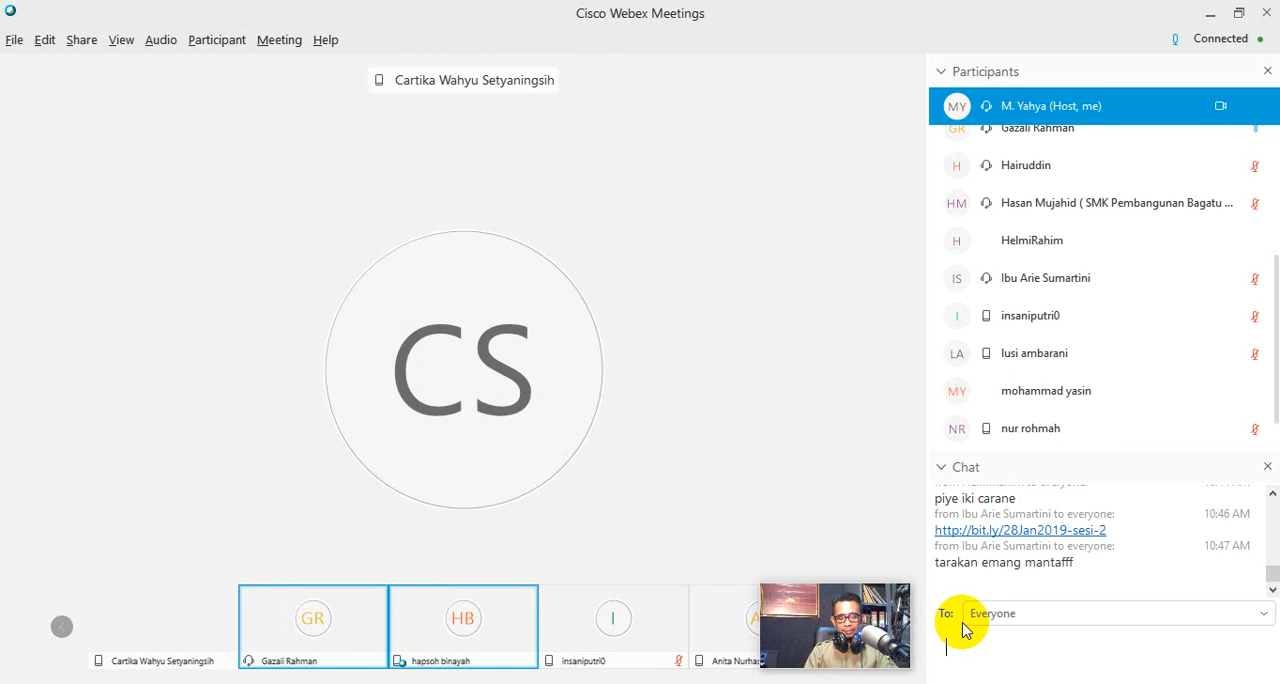 Cisco Webex Meetings
File Edit Share View Audio Participant Meeting Help
Connected
Cartika Wahyu Setyaningsih
CS
Cartika Wahyu Setyaningsih
GR
Gazali Rahman
HB
hapsoh binayah
I
insaniputri0
Anita Nurhas
Participants
MY M. Yahya (Host, me)
GR Gazali Rahman
H Hairuddin
HM Hasan Mujahid ( SMK Pembangunan Bagatu ...
H HelmiRahim
IS Ibu Arie Sumartini
I insaniputri0
LA lusi ambarani
MY mohammad yasin
NR nur rohmah
Chat
piye iki carane
from Ibu Arie Sumartini to everyone: 10:46 AM
http://bit.ly/28Jan2019-sesi-2
from Ibu Arie Sumartini to everyone: 10:47 AM
tarakan emang mantafff
To: Everyone